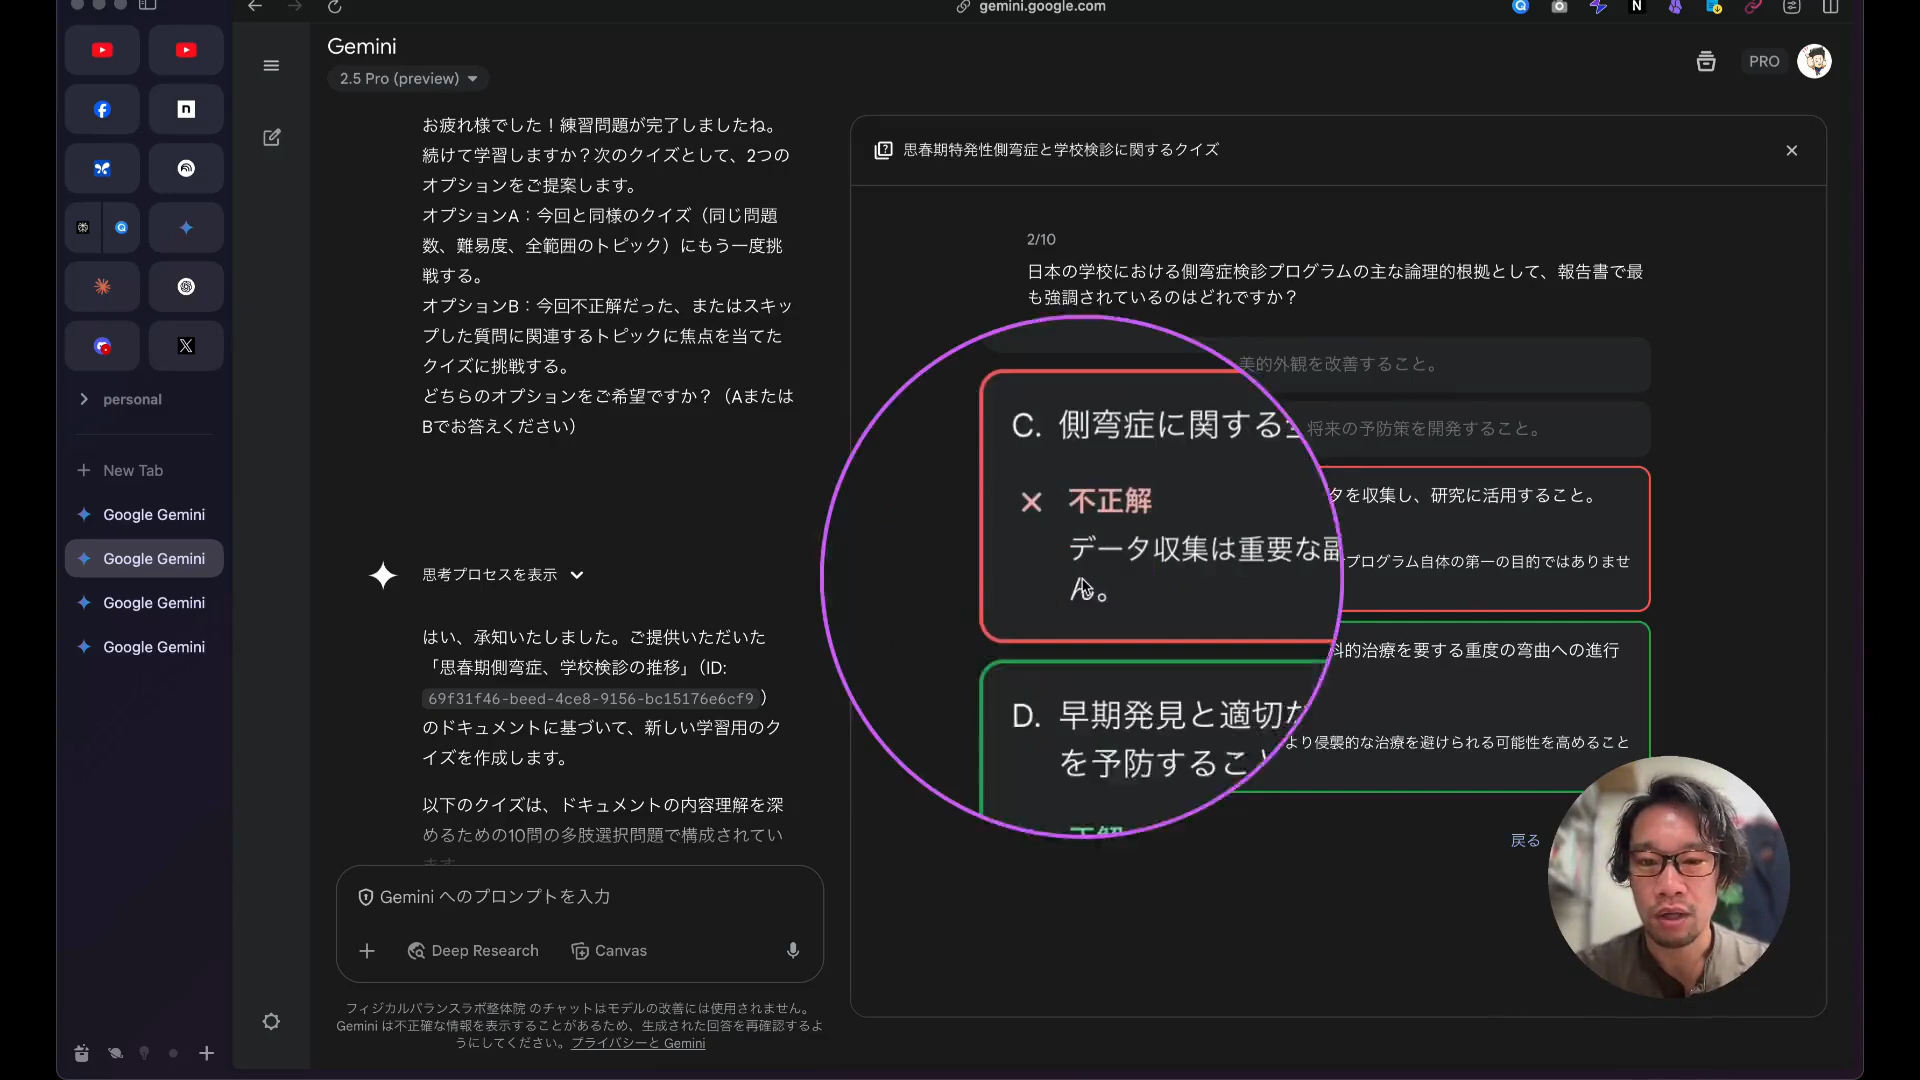 gemini.google.com
Gemini
2.5 Pro (preview)
PRO
personal
New Tab
Google Gemini
Google Gemini
Google Gemini
Google Gemini
お疲れ様でした！練習問題が完了しましたね。
続けて学習しますか？次のクイズとして、2つの
オプションをご提案します。
オプションA：今回と同様のクイズ（同じ問題
数、難易度、全範囲のトピック）にもう一度挑
戦する。
オプションB：今回不正解だった、またはスキッ
プした質問に関連するトピックに焦点を当てた
クイズに挑戦する。
どちらのオプションをご希望ですか？（Aまたは
Bでお答えください）
思考プロセスを表示
はい、承知いたしました。ご提供いただいた
「思春期側弯症、学校検診の推移」（ID:
69f31f46-beed-4ce8-9156-bc15176e6cf9）
のドキュメントに基づいて、新しい学習用のク
イズを作成します。
以下のクイズは、ドキュメントの内容理解を深
めるための10問の多肢選択問題で構成されてい
ます
Gemini へのプロンプトを入力
Deep Research
Canvas
フィジカルバランスラボ整体院 のチャットはモデルの改善には使用されません。
Gemini は不正確な情報を表示することがあるため、生成された回答を再確認するよ
うにしてください。プライバシーと Gemini
思春期特発性側弯症と学校検診に関するクイズ
2/10
日本の学校における側弯症検診プログラムの主な論理的根拠として、報告書で最
も強調されているのはどれですか？
美的外観を改善すること。
将来の予防策を開発すること。
C. 側弯症に関する
タを収集し、研究に活用すること。
不正解
データ収集は重要な副
プログラム自体の第一の目的ではありませ
ん。
D. 早期発見と適切な
科的治療を要する重度の弯曲への進行
を予防すること
正解
より侵襲的な治療を避けられる可能性を高めること
戻る